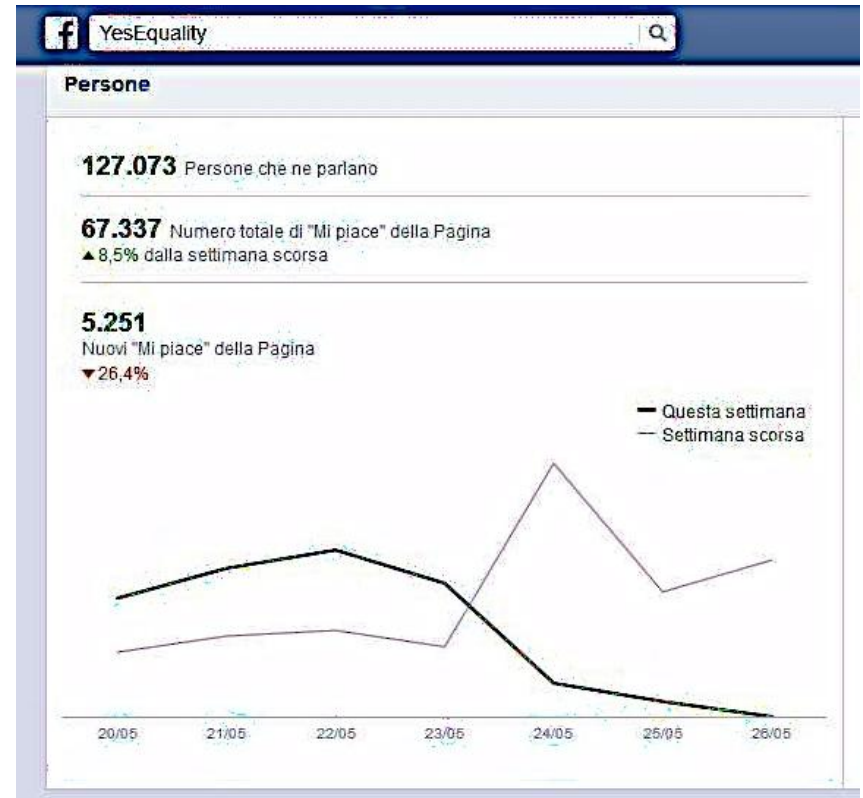 f YesEquality
Persone
127.073 Persone che ne parlano
67.337 Numero totale di "Mi piace" della Pagina
▲8,5% dalla settimana scorsa
5.251
Nuovi "Mi piace" della Pagina
▼26,4%
Questa settimana
Settimana scorsa
20/05 21/05 22/05 23/05 24/05 25/05 26/05